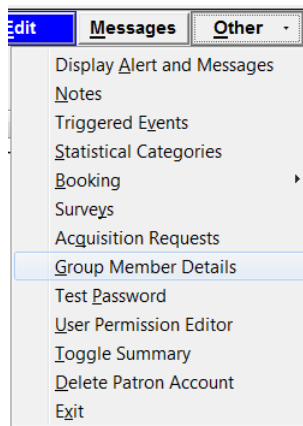 Edit Messages Other
Display Alert and Messages
Notes
Triggered Events
Statistical Categories
Booking
Surveys
Acquisition Requests
Group Member Details
Test Password
User Permission Editor
Toggle Summary
Delete Patron Account
Exit